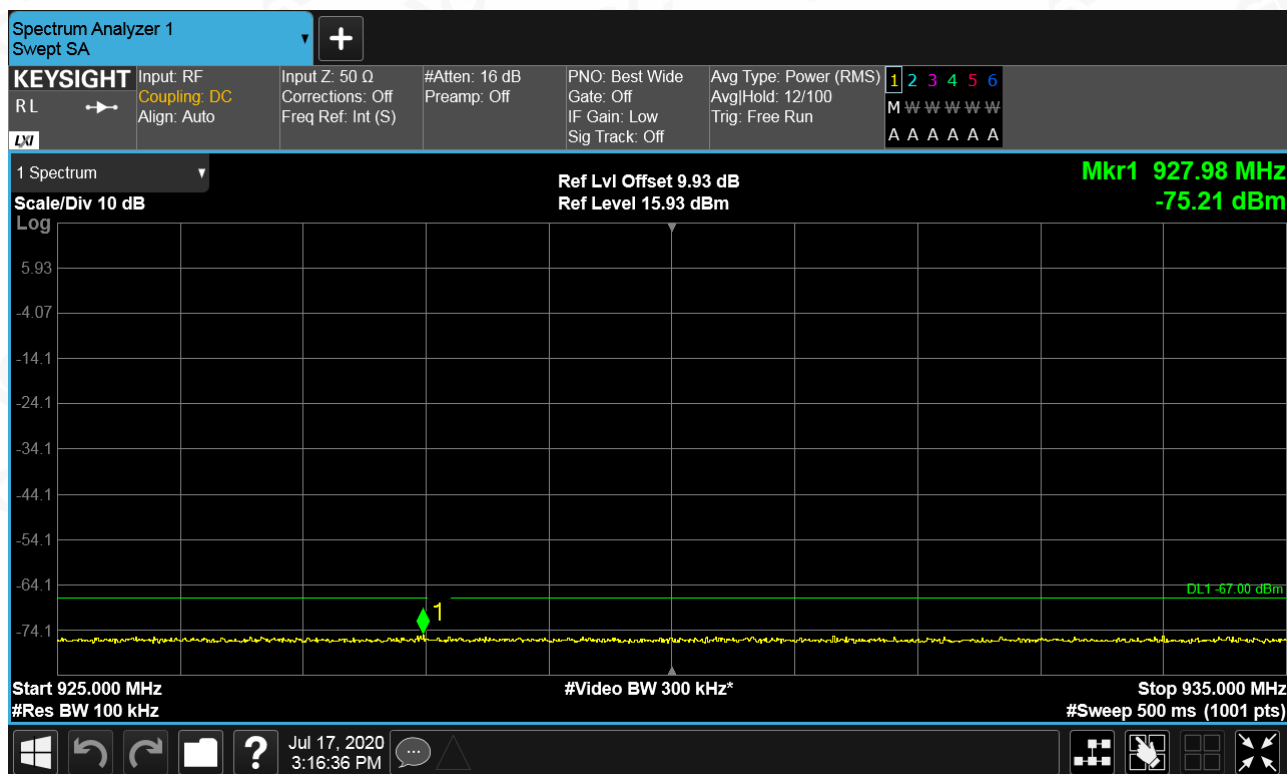 Spectrum Analyzer 1
Swept SA
+
KEYSIGHT
R L
LXI
Input: RF
Coupling: DC
Align: Auto
Input Z: 50 Ω
Corrections: Off
Freq Ref: Int (S)
#Atten: 16 dB
Preamp: Off
PNO: Best Wide
Gate: Off
IF Gain: Low
Sig Track: Off
Avg Type: Power (RMS)
Avg|Hold: 12/100
Trig: Free Run
1 2 3 4 5 6
M W W W W W
A A A A A A
1 Spectrum
Scale/Div 10 dB
Ref Lvl Offset 9.93 dB
Ref Level 15.93 dBm
Mkr1 927.98 MHz
-75.21 dBm
Log
5.93
-4.07
-14.1
-24.1
-34.1
-44.1
-54.1
-64.1
DL1 -67.00 dBm
1
-74.1
Start 925.000 MHz
#Video BW 300 kHz*
Stop 935.000 MHz
#Res BW 100 kHz
#Sweep 500 ms (1001 pts)
?
Jul 17, 2020
3:16:36 PM